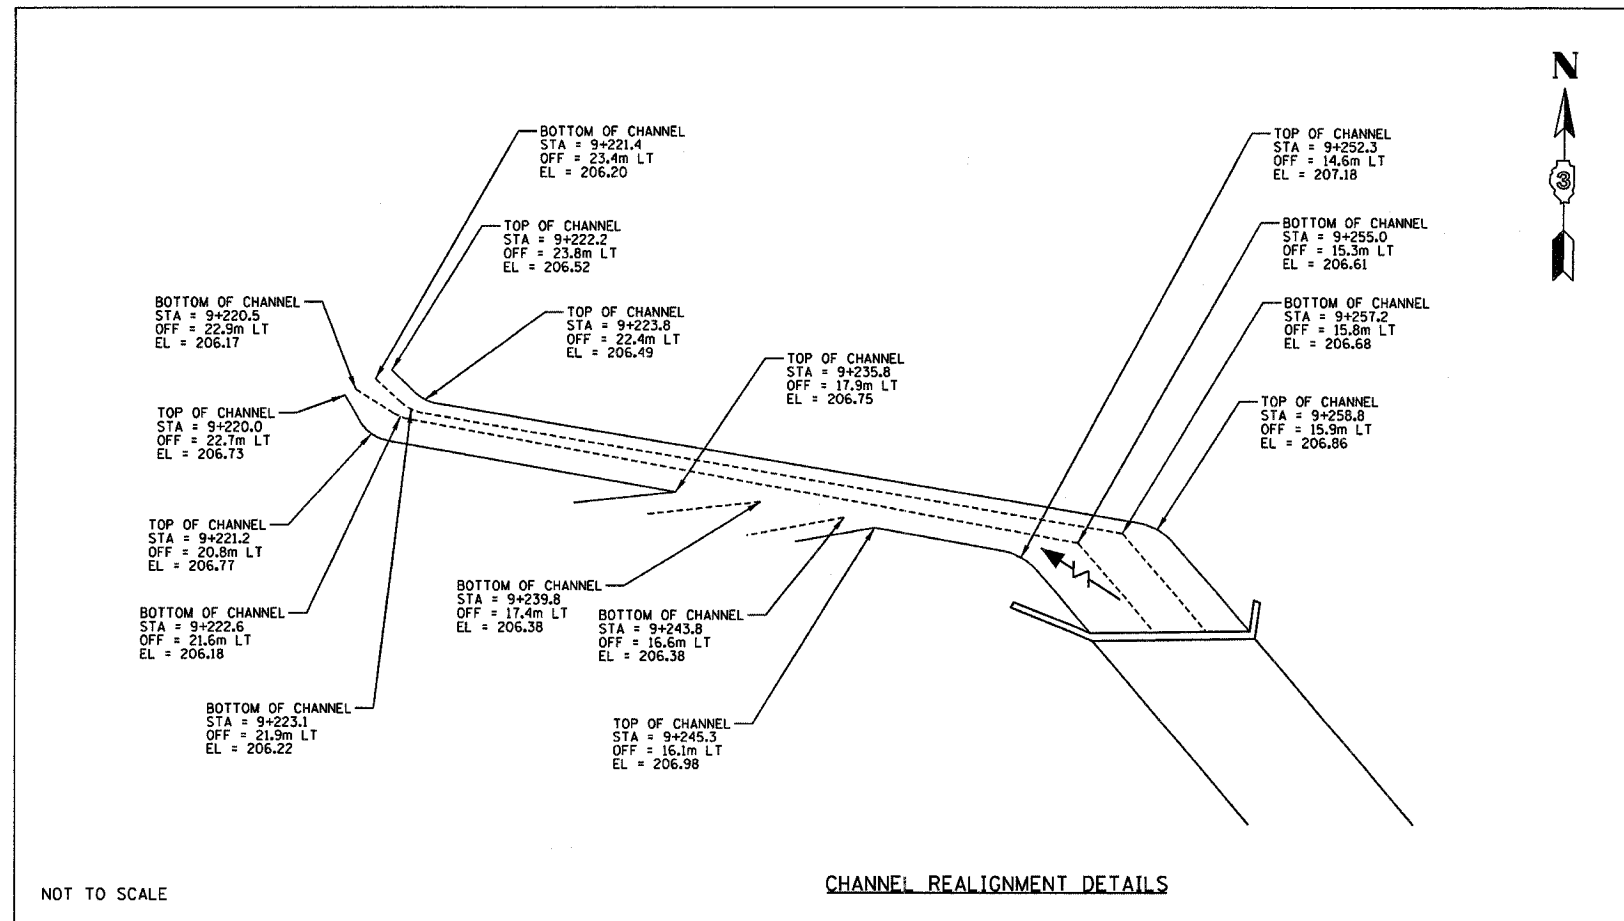 N
3
BOTTOM OF CHANNEL
STA = 9+221.4
OFF = 23.4m LT
EL = 206.20
TOP OF CHANNEL
STA = 9+252.3
OFF = 14.6m LT
EL = 207.18
TOP OF CHANNEL
STA = 9+222.2
OFF = 23.8m LT
EL = 206.52
BOTTOM OF CHANNEL
STA = 9+255.0
OFF = 15.3m LT
EL = 206.61
BOTTOM OF CHANNEL
STA = 9+220.5
OFF = 22.9m LT
EL = 206.17
TOP OF CHANNEL
STA = 9+223.8
OFF = 22.4m LT
EL = 206.49
BOTTOM OF CHANNEL
STA = 9+257.2
OFF = 15.8m LT
EL = 206.68
TOP OF CHANNEL
STA = 9+235.8
OFF = 17.9m LT
EL = 206.75
TOP OF CHANNEL
STA = 9+220.0
OFF = 22.7m LT
EL = 206.73
TOP OF CHANNEL
STA = 9+258.8
OFF = 15.9m LT
EL = 206.86
TOP OF CHANNEL
STA = 9+221.2
OFF = 20.8m LT
EL = 206.77
BOTTOM OF CHANNEL
STA = 9+239.8
OFF = 17.4m LT
EL = 206.38
BOTTOM OF CHANNEL
STA = 9+222.6
OFF = 21.6m LT
EL = 206.18
BOTTOM OF CHANNEL
STA = 9+243.8
OFF = 16.6m LT
EL = 206.38
BOTTOM OF CHANNEL
STA = 9+223.1
OFF = 21.9m LT
EL = 206.22
TOP OF CHANNEL
STA = 9+245.3
OFF = 16.1m LT
EL = 206.98
NOT TO SCALE
CHANNEL REALIGNMENT DETAILS